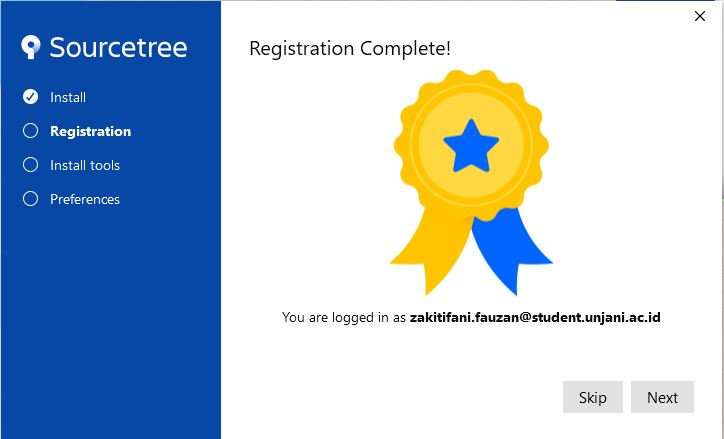 Sourcetree
Install
Registration
Install tools
Preferences
Registration Complete!
You are logged in as zakitifani.fauzan@student.unjani.ac.id
Skip
Next